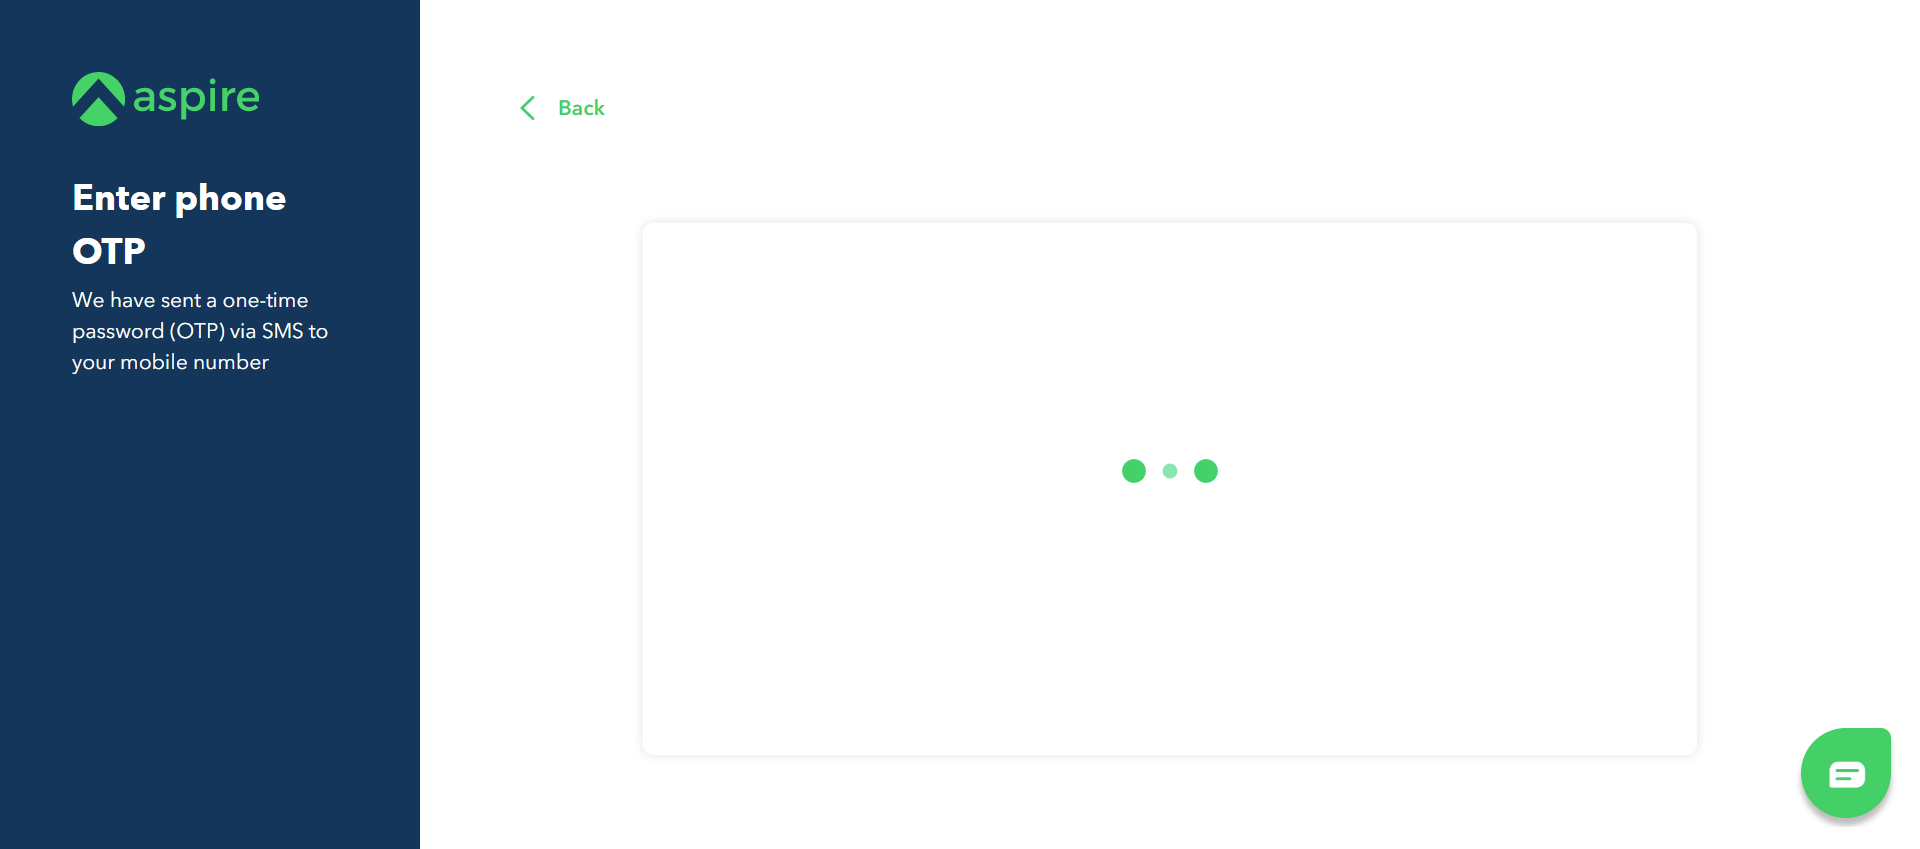 aspire
Enter phone
OTP
We have sent a one-time
password (OTP) via SMS to
your mobile number
Back